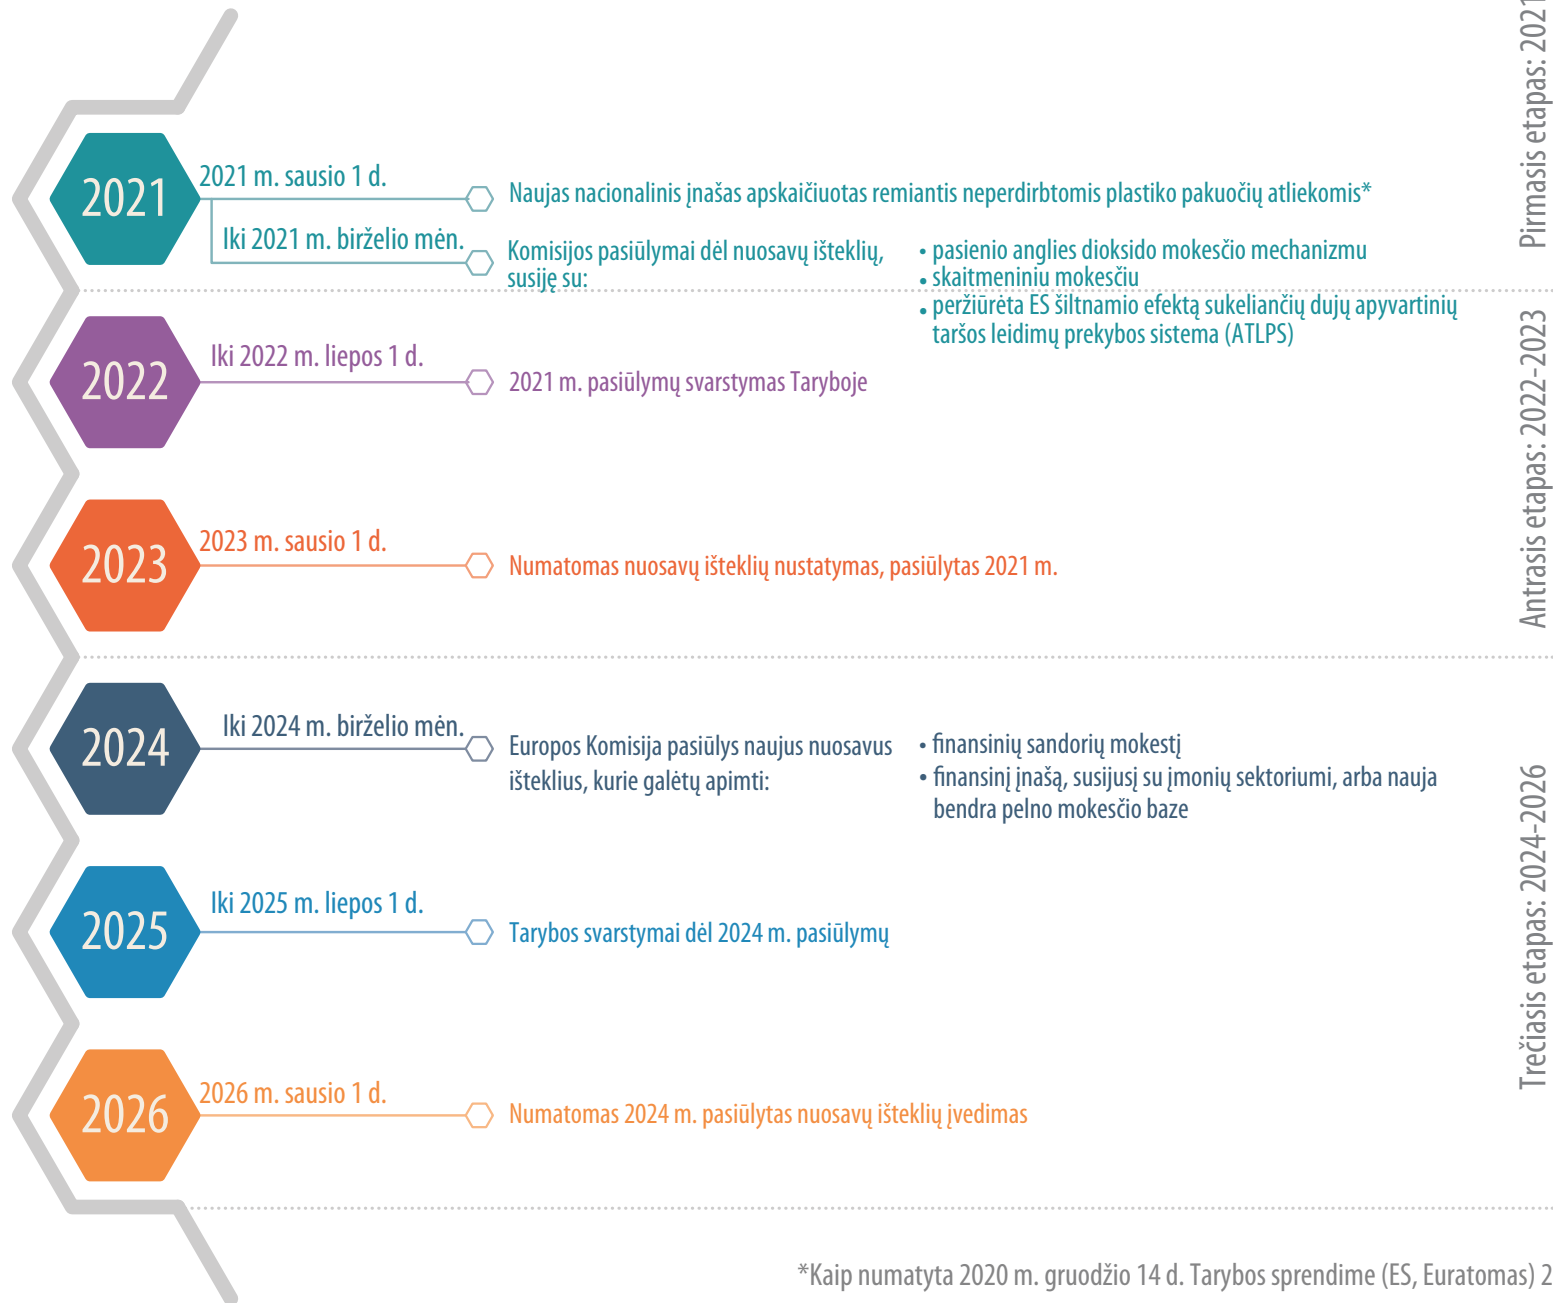 Pirmasis etapas: 2021
2021
2021 m. sausio 1 d.
Naujas nacionalinis įnašas apskaičiuotas remiantis neperdirbtomis plastiko pakuočių atliekomis*
Iki 2021 m. birželio mėn.
Komisijos pasiūlymai dėl nuosavų išteklių,
susiję su:
• pasienio anglies dioksido mokesčio mechanizmu
• skaitmeniniu mokesčiu
• peržiūrėta ES šiltnamio efektą sukeliančių dujų apyvartinių
taršos leidimų prekybos sistema (ATLPS)
Antrasis etapas: 2022-2023
2022
Iki 2022 m. liepos 1 d.
2021 m. pasiūlymų svarstymas Taryboje
2023
2023 m. sausio 1 d.
Numatomas nuosavų išteklių nustatymas, pasiūlytas 2021 m.
Trečiasis etapas: 2024-2026
2024
Iki 2024 m. birželio mėn.
Europos Komisija pasiūlys naujus nuosavus
išteklius, kurie galėtų apimti:
• finansinių sandorių mokestį
• finansinį įnašą, susijusį su įmonių sektoriumi, arba nauja
bendra pelno mokesčio baze
2025
Iki 2025 m. liepos 1 d.
Tarybos svarstymai dėl 2024 m. pasiūlymų
2026
2026 m. sausio 1 d.
Numatomas 2024 m. pasiūlytas nuosavų išteklių įvedimas
*Kaip numatyta 2020 m. gruodžio 14 d. Tarybos sprendime (ES, Euratomas) 2